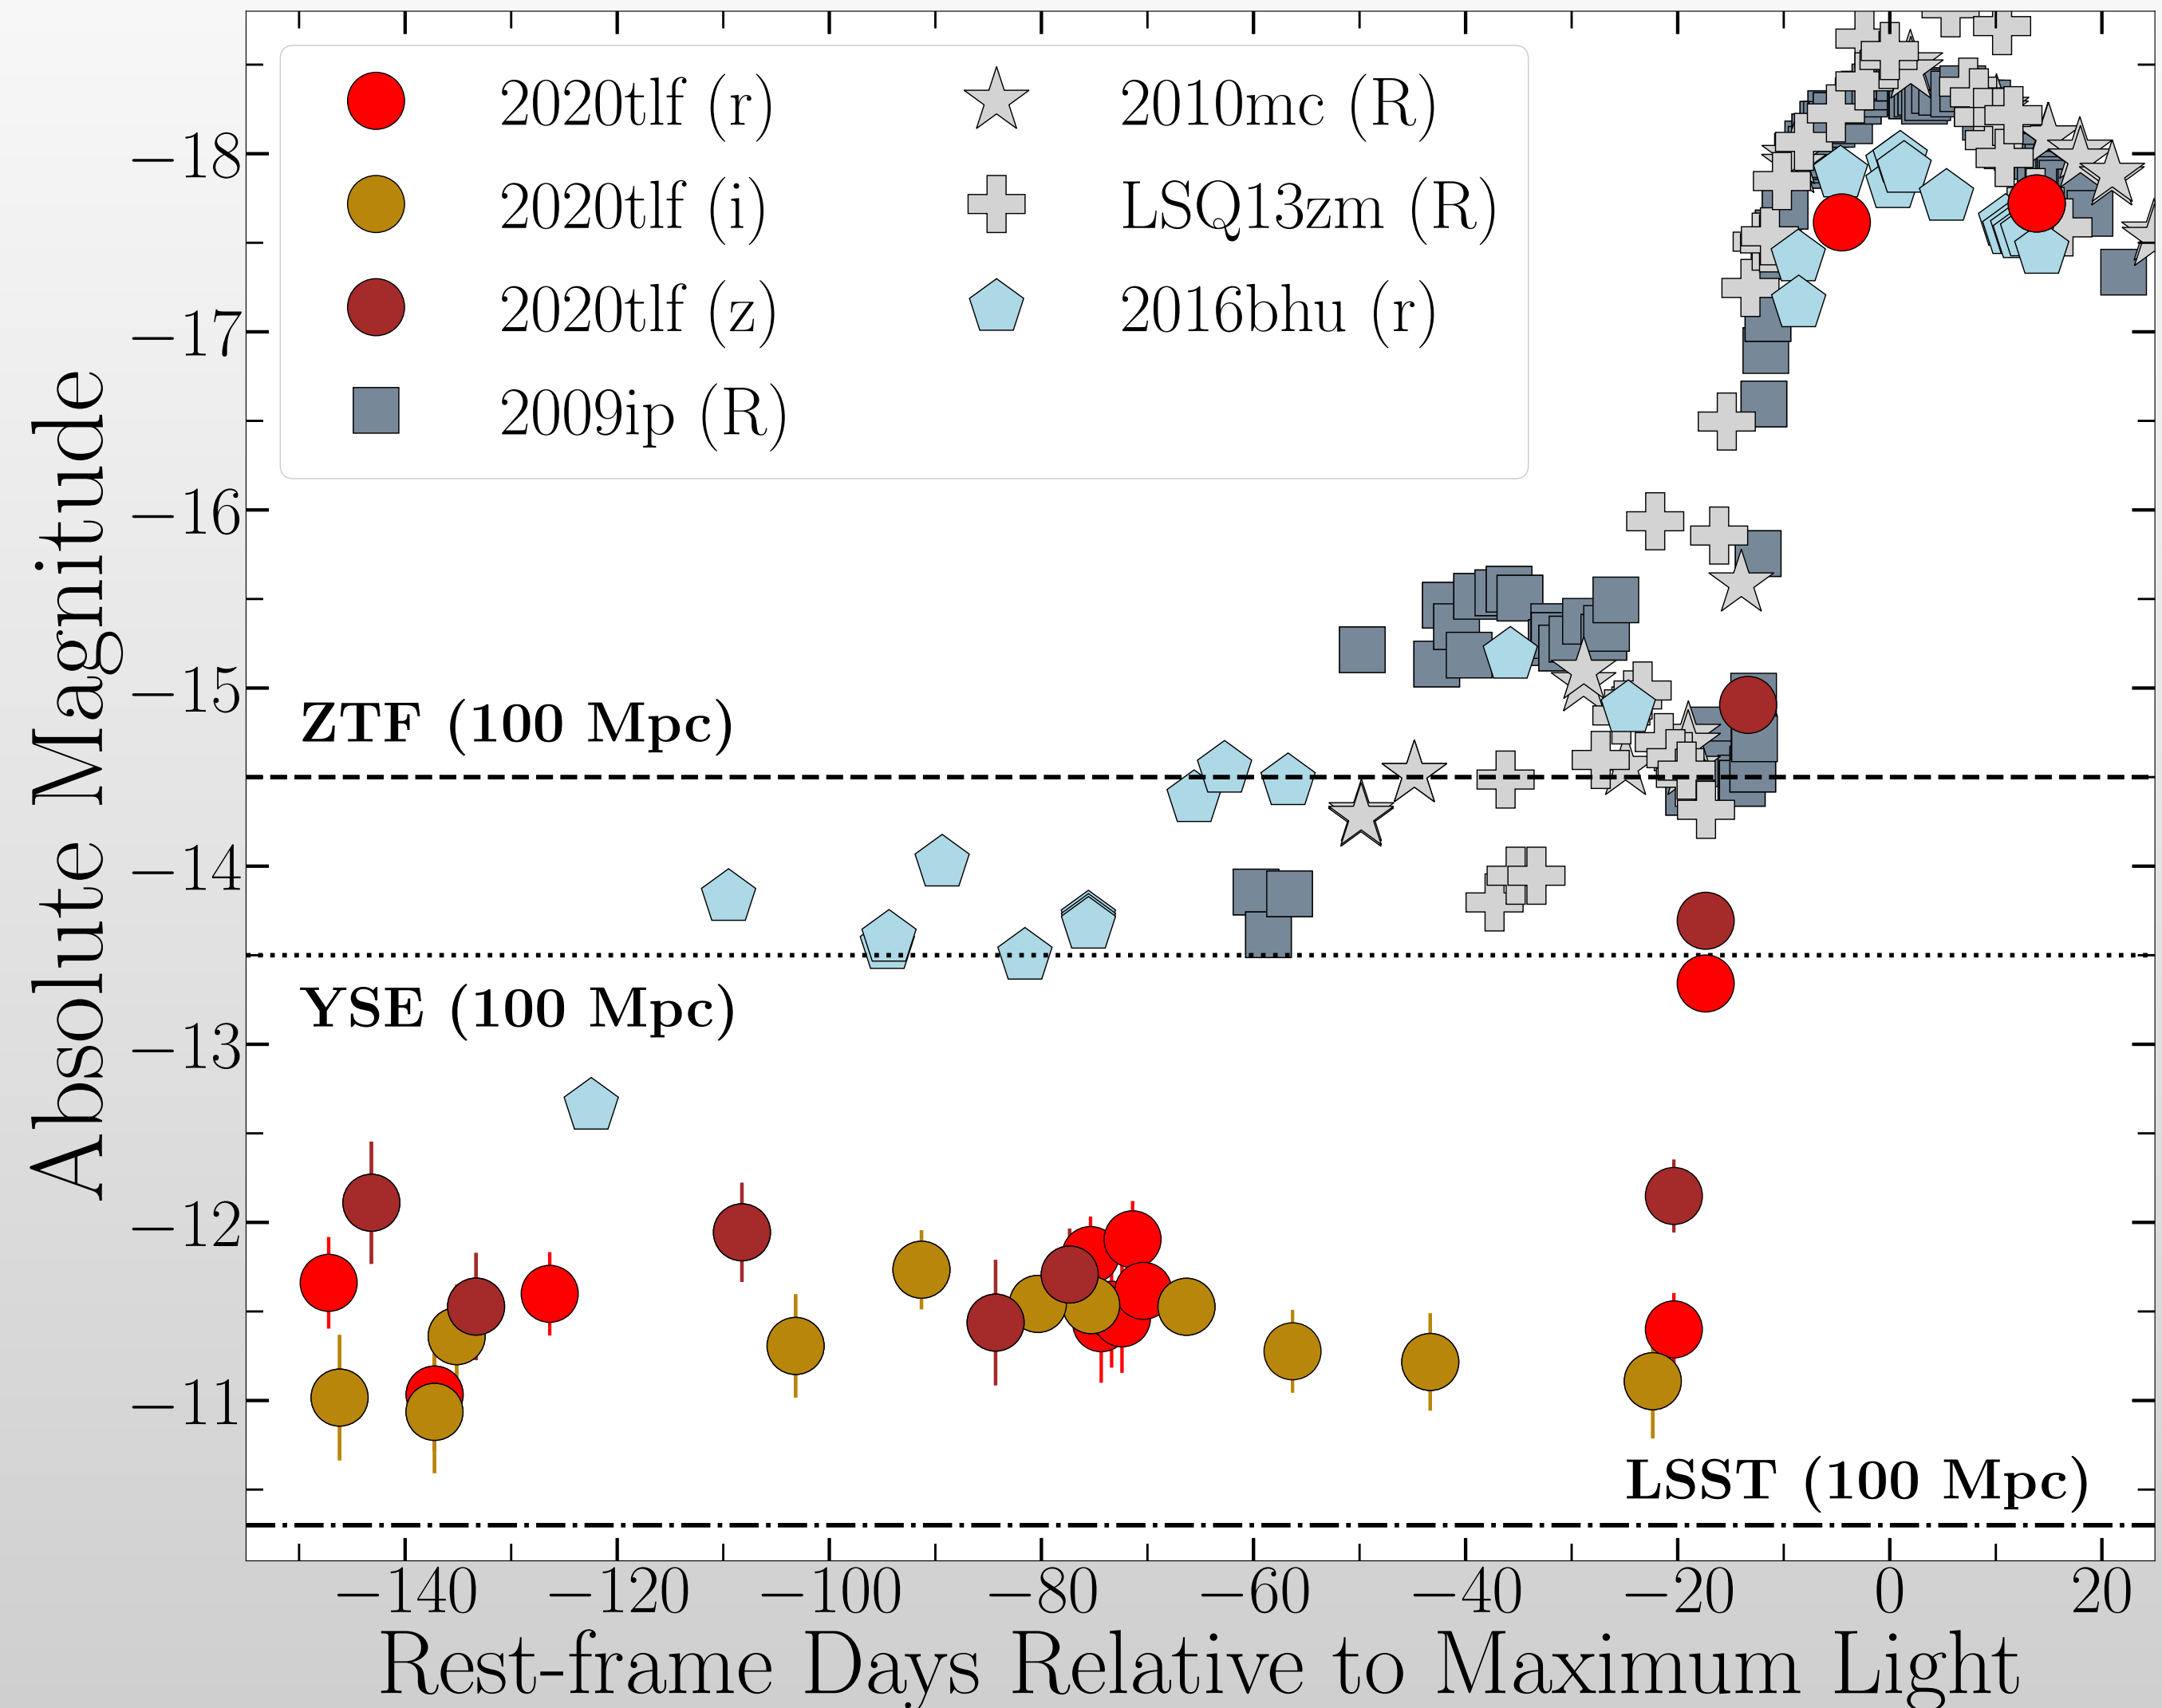 2020tlf (r)
2020tlf (i)
2020tlf (z)
2009ip (R)
2010mc (R)
LSQ13zm (R)
2016bhu (r)
Absolute Magnitude
−18
−17
−16
−15
−14
−13
−12
−11
ZTF (100 Mpc)
YSE (100 Mpc)
LSST (100 Mpc)
−140 −120 −100 −80 −60 −40 −20 0 20
Rest-frame Days Relative to Maximum Light